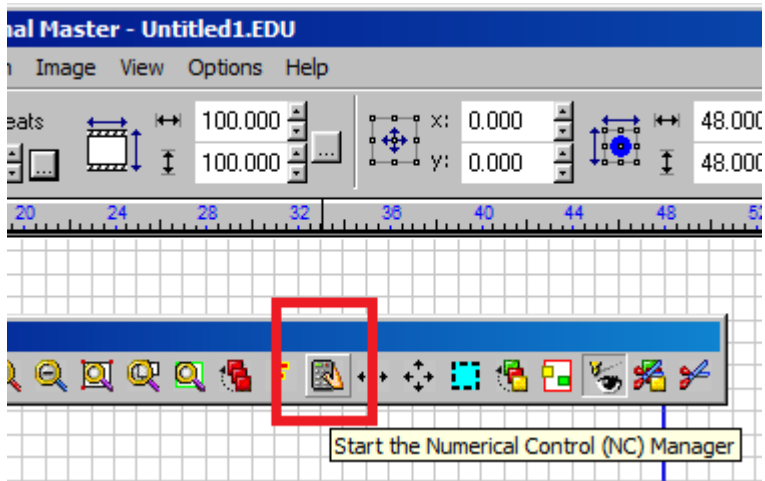 nal Master - Untitled1.EDU
Image View Options Help
eats 100.000 x: 0.000 48.000
100.000 y: 0.000 48.000
20 24 28 32 36 40 44 48 52
Start the Numerical Control (NC) Manager